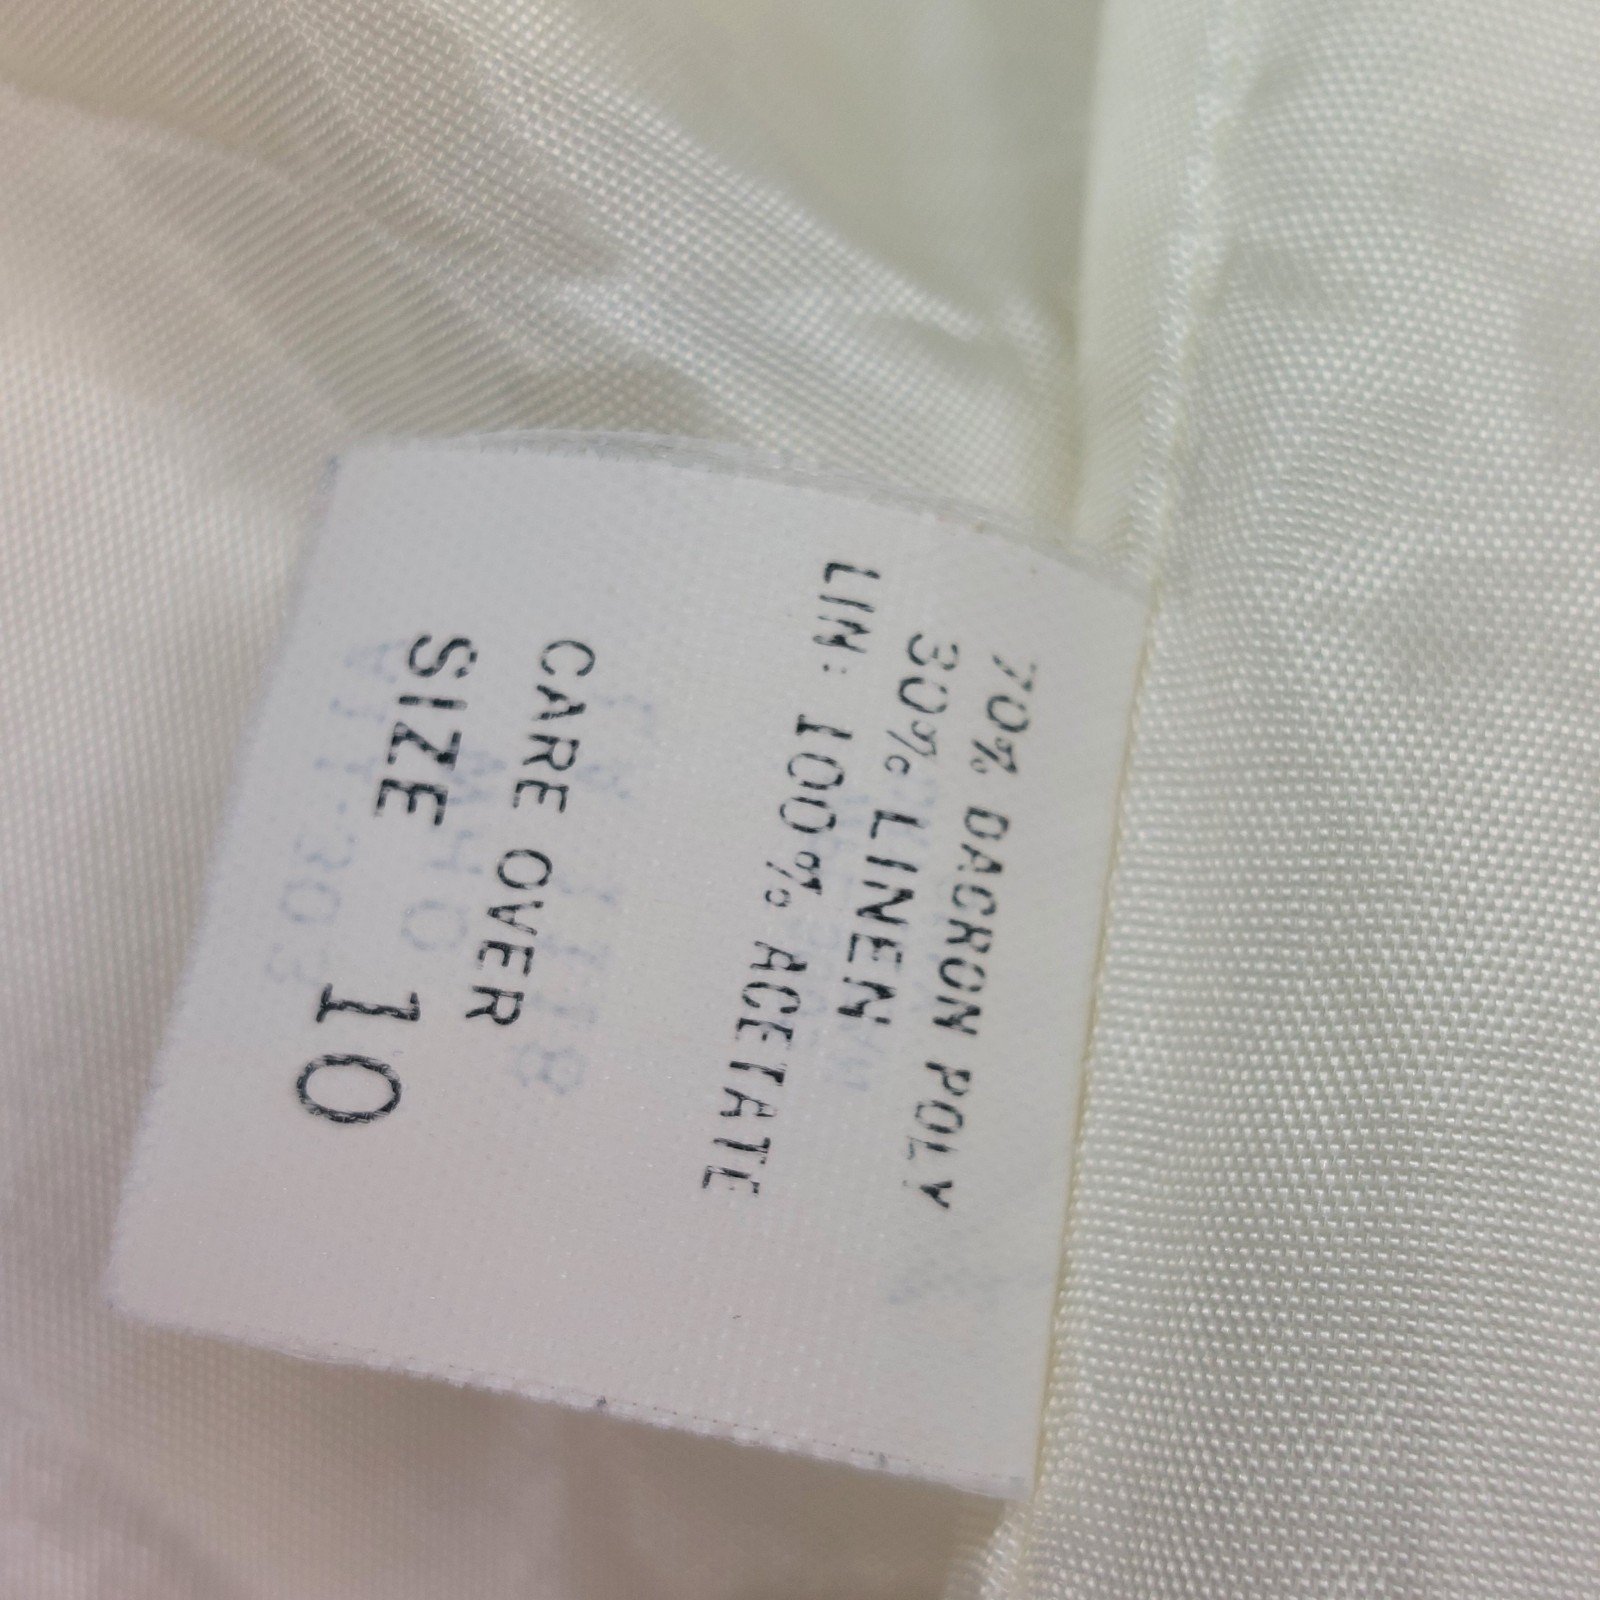 70% DACRON POLY
30% LINEN
LIN: 100% ACETATE
CARE OVER
SIZE 10